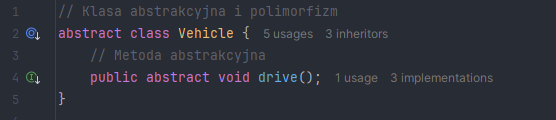 1 // Klasa abstrakcyjna i polimorfizm
2 abstract class Vehicle { 5 usages 3 inheritors
3 // Metoda abstrakcyjna
4 public abstract void drive(); 1 usage 3 implementations
5 }